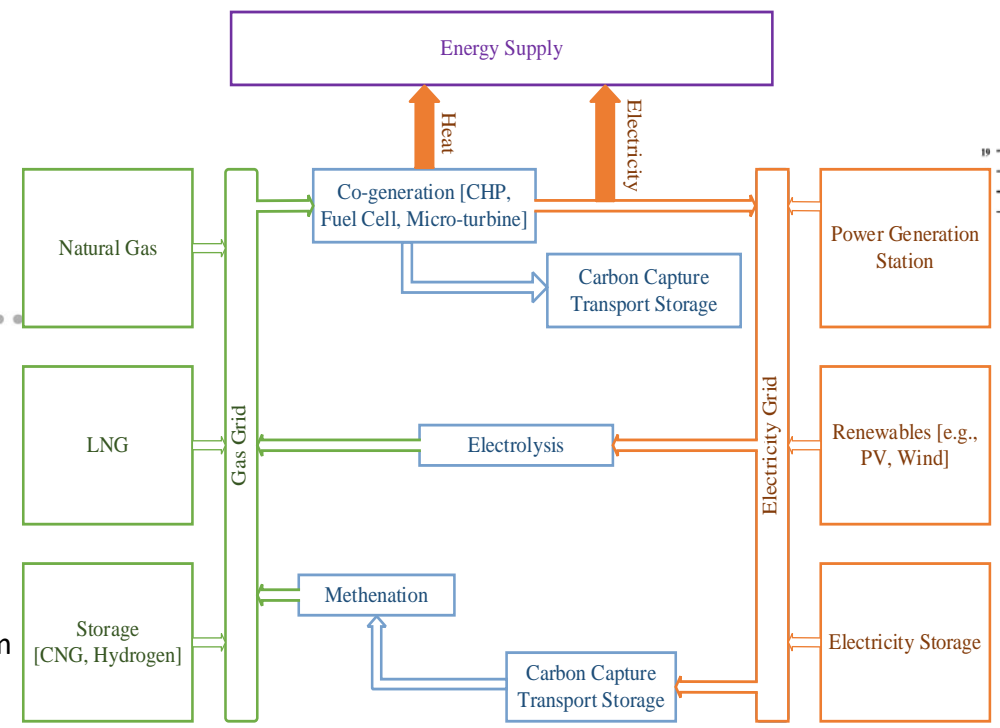 Energy Supply
Heat
Electricity
19
Natural Gas
Co-generation [CHP,
Fuel Cell, Micro-turbine]
Power Generation
Station
Carbon Capture
Transport Storage
LNG
Gas Grid
Electrolysis
Electricity Grid
Renewables [e.g.,
PV, Wind]
Methenation
Storage
[CNG, Hydrogen]
Carbon Capture
Transport Storage
Electricity Storage